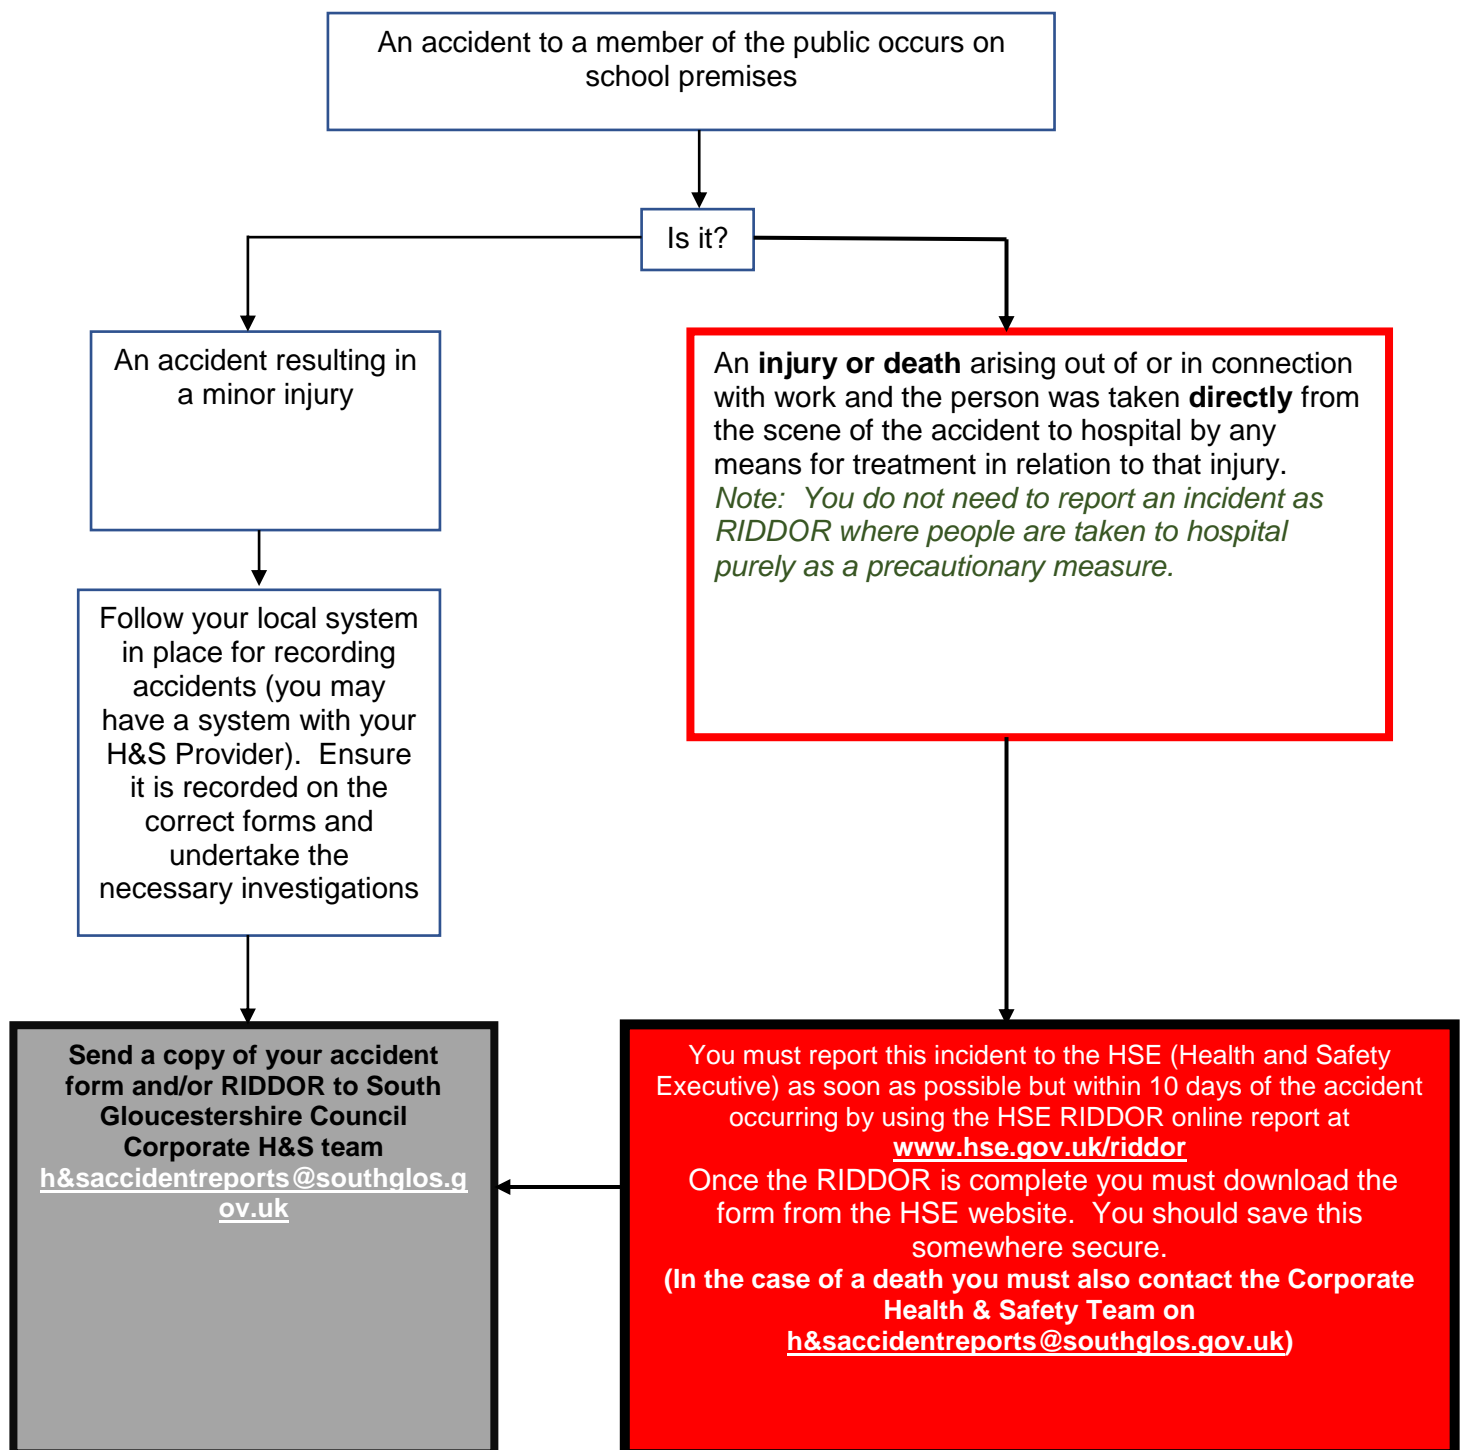 An accident to a member of the public occurs on
school premises
Is it?
An accident resulting in
a minor injury
An injury or death arising out of or in connection
with work and the person was taken directly from
the scene of the accident to hospital by any
means for treatment in relation to that injury.
Note:  You do not need to report an incident as
RIDDOR where people are taken to hospital
purely as a precautionary measure.
Follow your local system
in place for recording
accidents (you may
have a system with your
H&S Provider).  Ensure
it is recorded on the
correct forms and
undertake the
necessary investigations
Send a copy of your accident
form and/or RIDDOR to South
Gloucestershire Council
Corporate H&S team
h&saccidentreports@southglos.g
ov.uk
You must report this incident to the HSE (Health and Safety
Executive) as soon as possible but within 10 days of the accident
occurring by using the HSE RIDDOR online report at
www.hse.gov.uk/riddor
Once the RIDDOR is complete you must download the
form from the HSE website.  You should save this
somewhere secure.
(In the case of a death you must also contact the Corporate
Health & Safety Team on
h&saccidentreports@southglos.gov.uk)